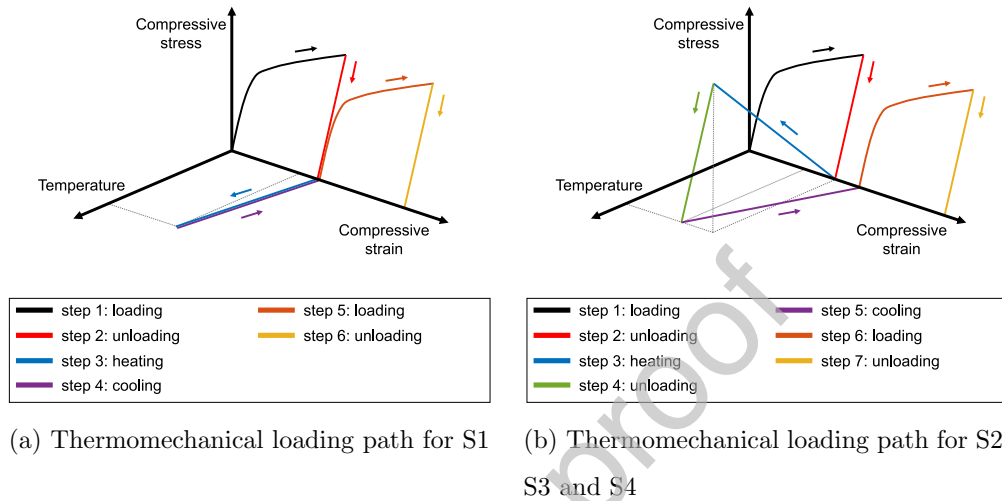 Compressive
stress
Temperature
Compressive
strain
step 1: loading
step 2: unloading
step 3: heating
step 4: cooling
step 5: loading
step 6: unloading
(a) Thermomechanical loading path for S1
Compressive
stress
Temperature
Compressive
strain
step 1: loading
step 2: unloading
step 3: heating
step 4: unloading
step 5: cooling
step 6: loading
step 7: unloading
(b) Thermomechanical loading path for S2
S3 and S4
proof